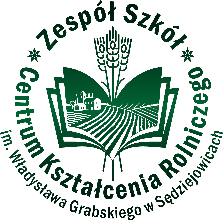 * Zespół Szkół *
Centrum Kształcenia Rolniczego
im. Władysława Grabskiego w Sędziejowicach